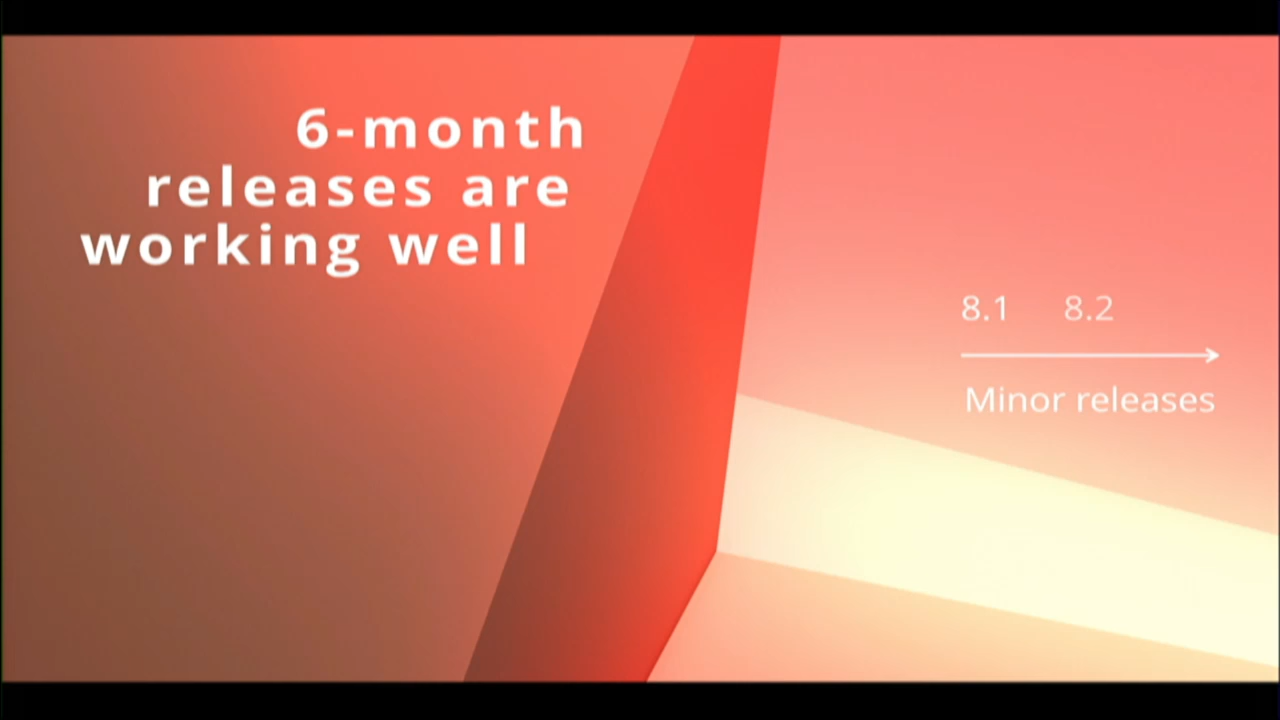 6-month
releases are
working well
8.1 8.2
Minor releases